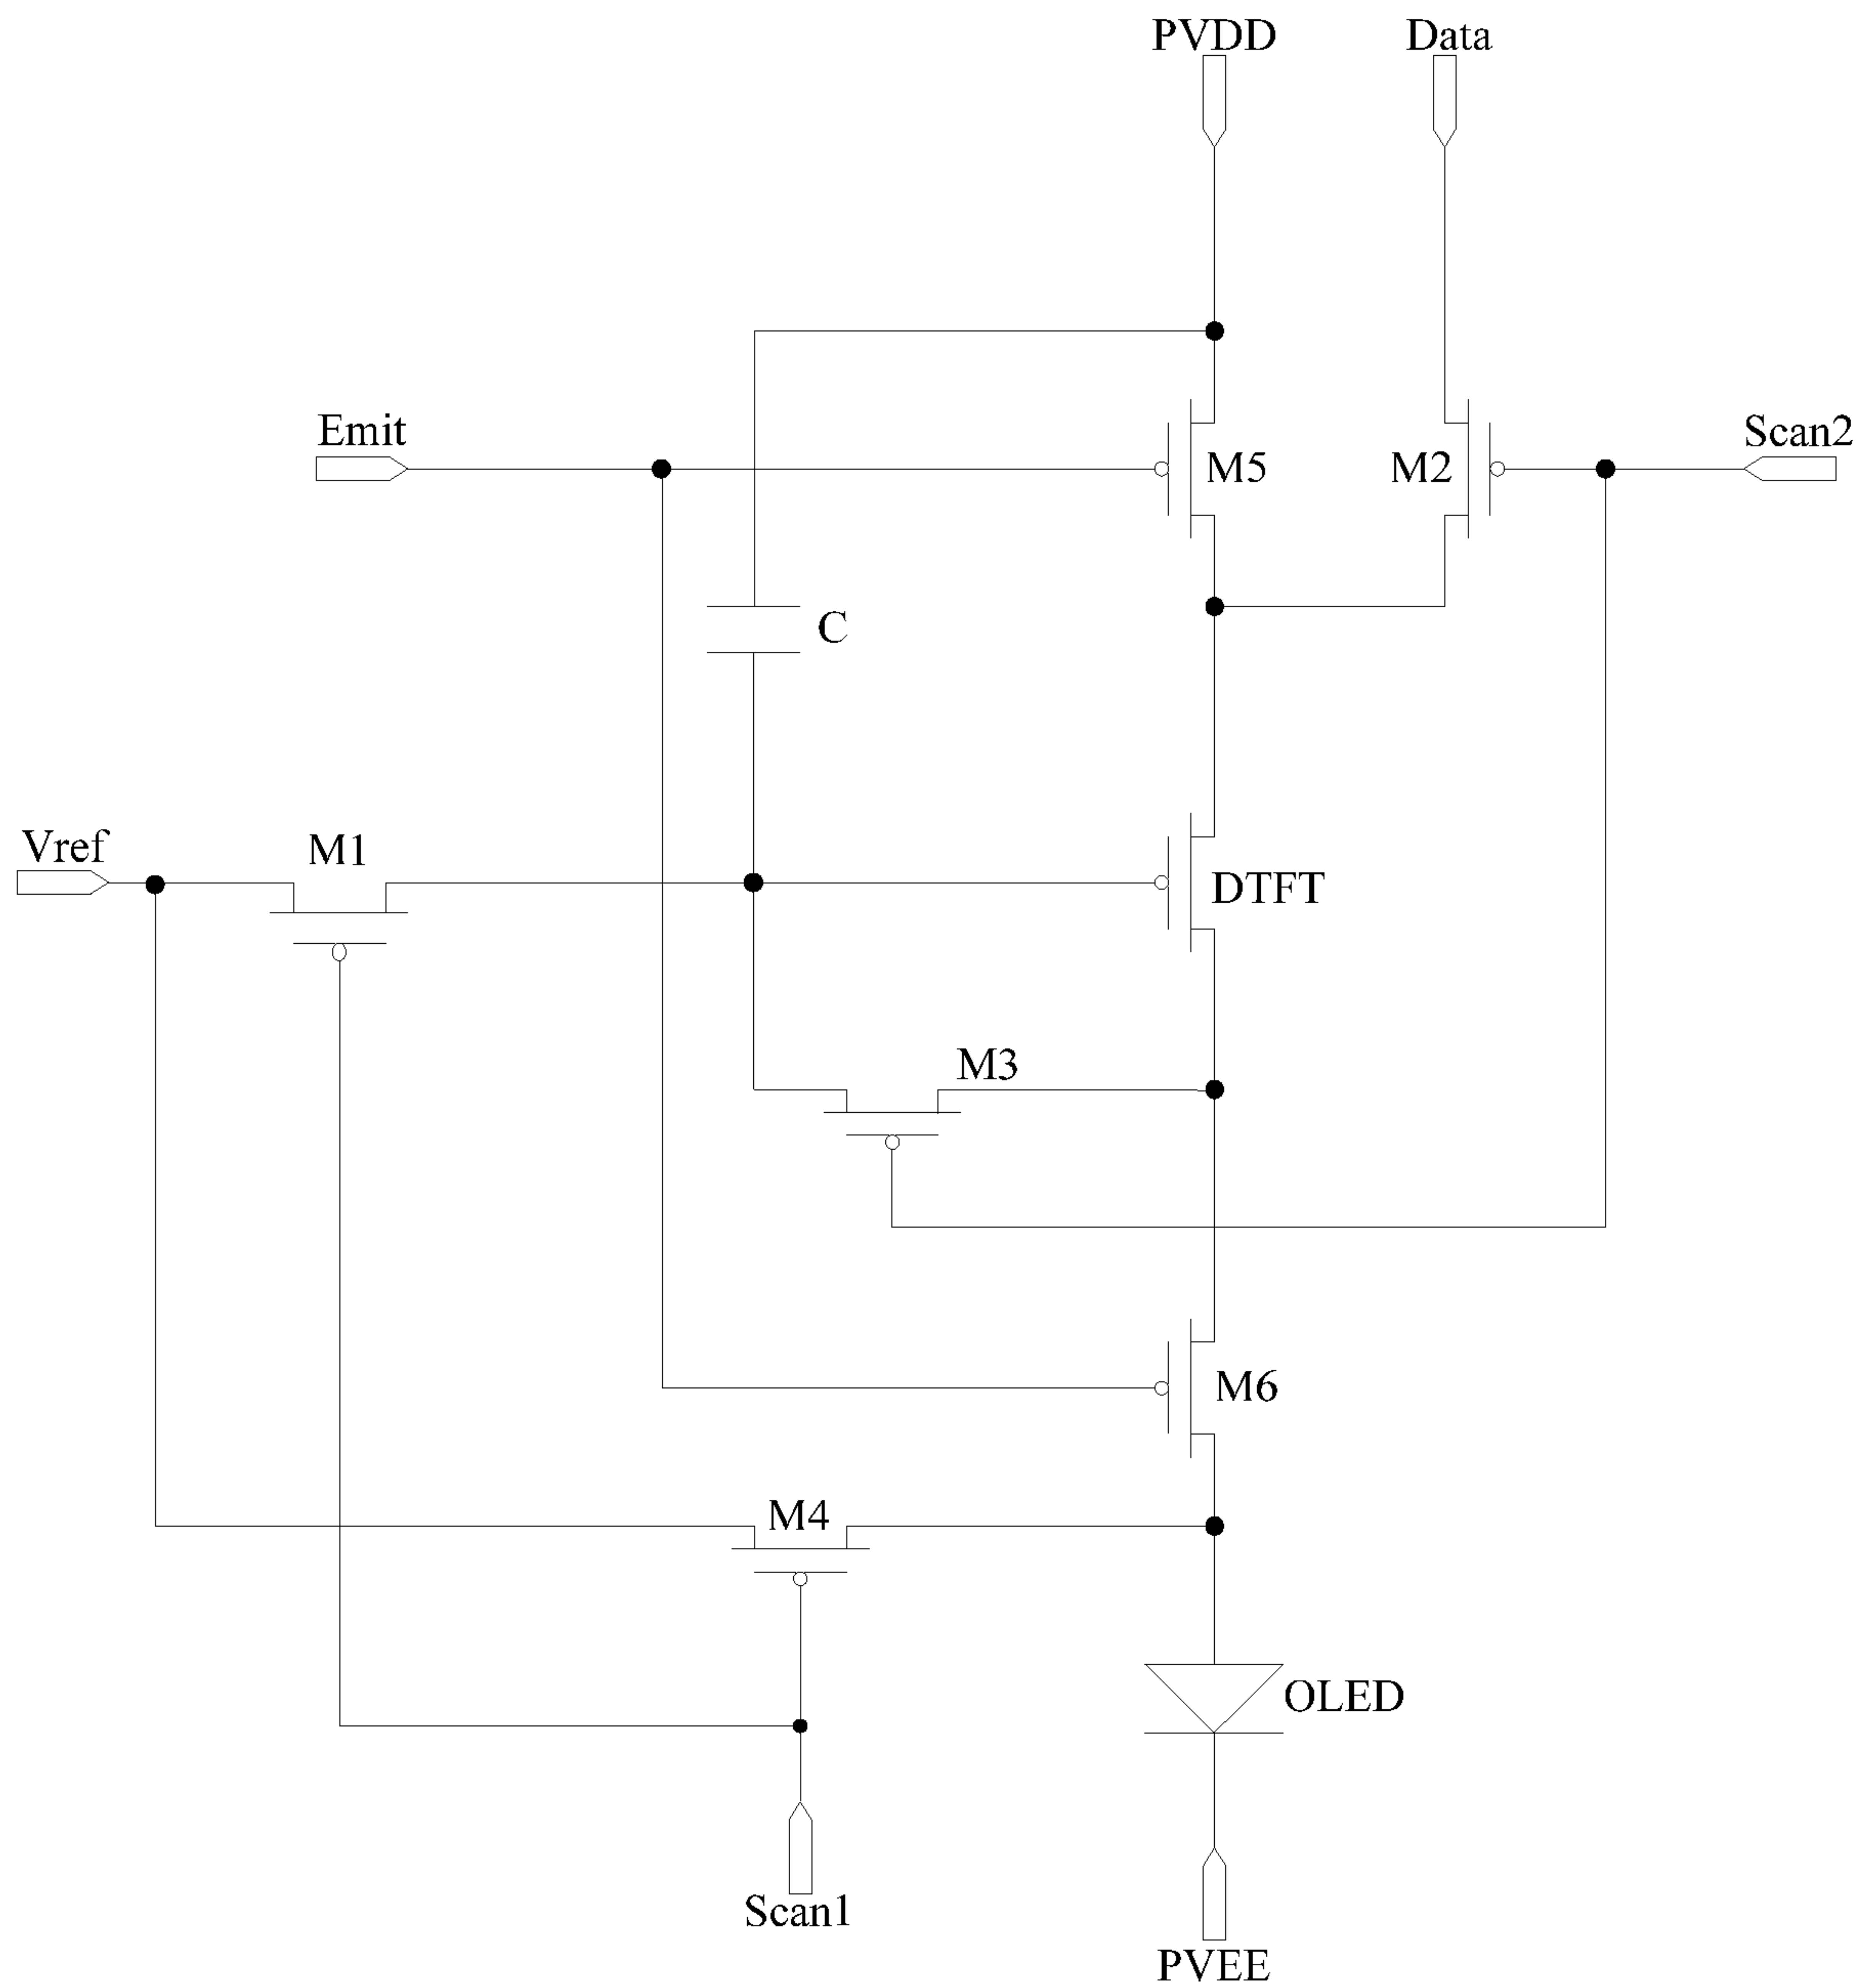 PVDD
Data
Emit
Scan2
M5
M2
C
Vref
M1
DTFT
M3
M6
M4
OLED
Scan1
PVEE